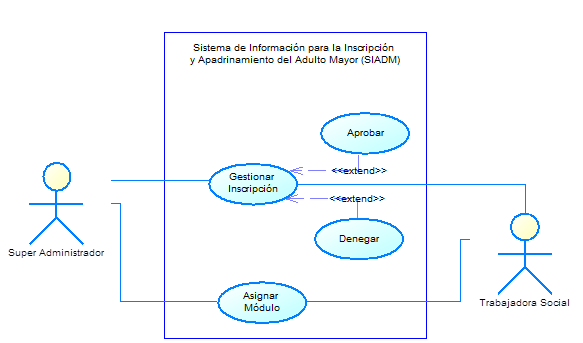 Sistema de Información para la Inscripción
y Apadrinamiento del Adulto Mayor (SIADM)
Aprobar
<<extend>>
Gestionar
Inscripción
<<extend>>
Denegar
Super Administrador
Asignar
Módulo
Trabajadora Social